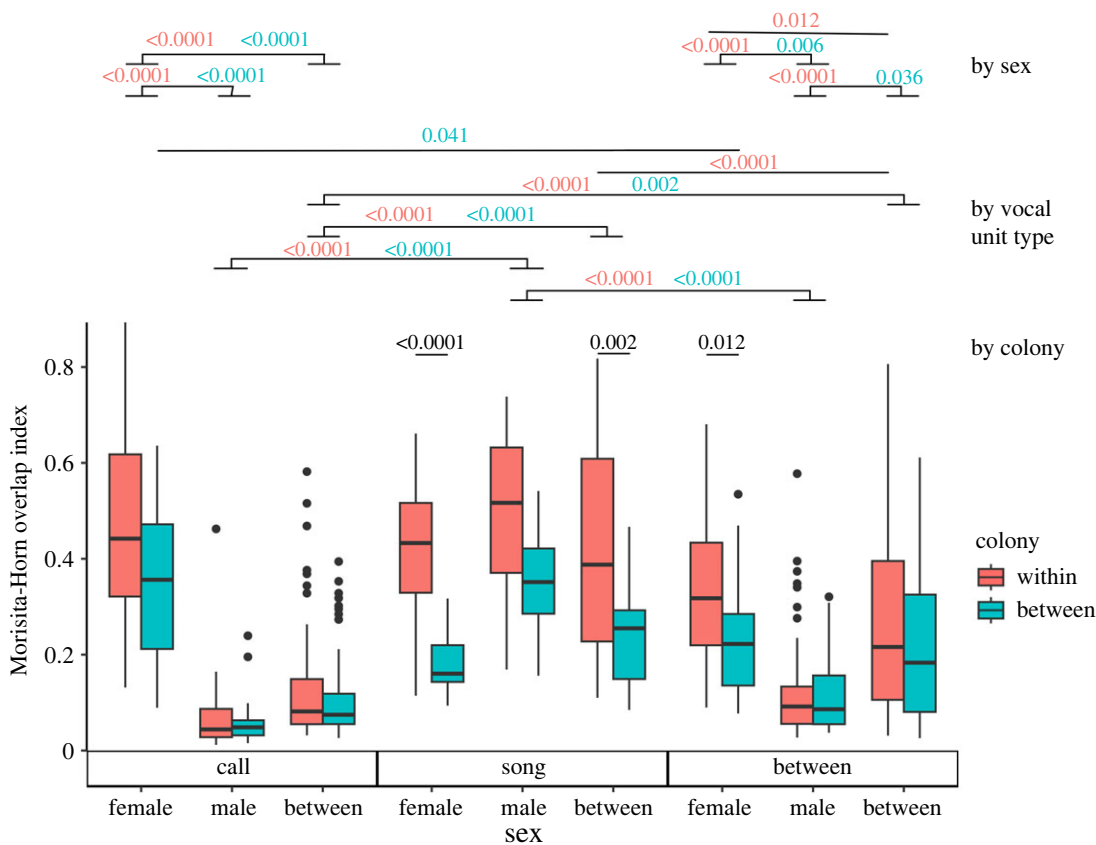 0.012
<0.0001 <0.0001 <0.0001 0.006
by sex
<0.0001 <0.0001 <0.0001 0.036
0.041
<0.0001
<0.0001 0.002
by vocal
unit type
<0.0001 <0.0001
<0.0001 <0.0001
<0.0001 <0.0001
<0.0001 0.002 0.012
by colony
Morisita-Horn overlap index
0.8
0.6
0.4
0.2
0
colony
within
between
call song between
female male between female male between female male between
sex